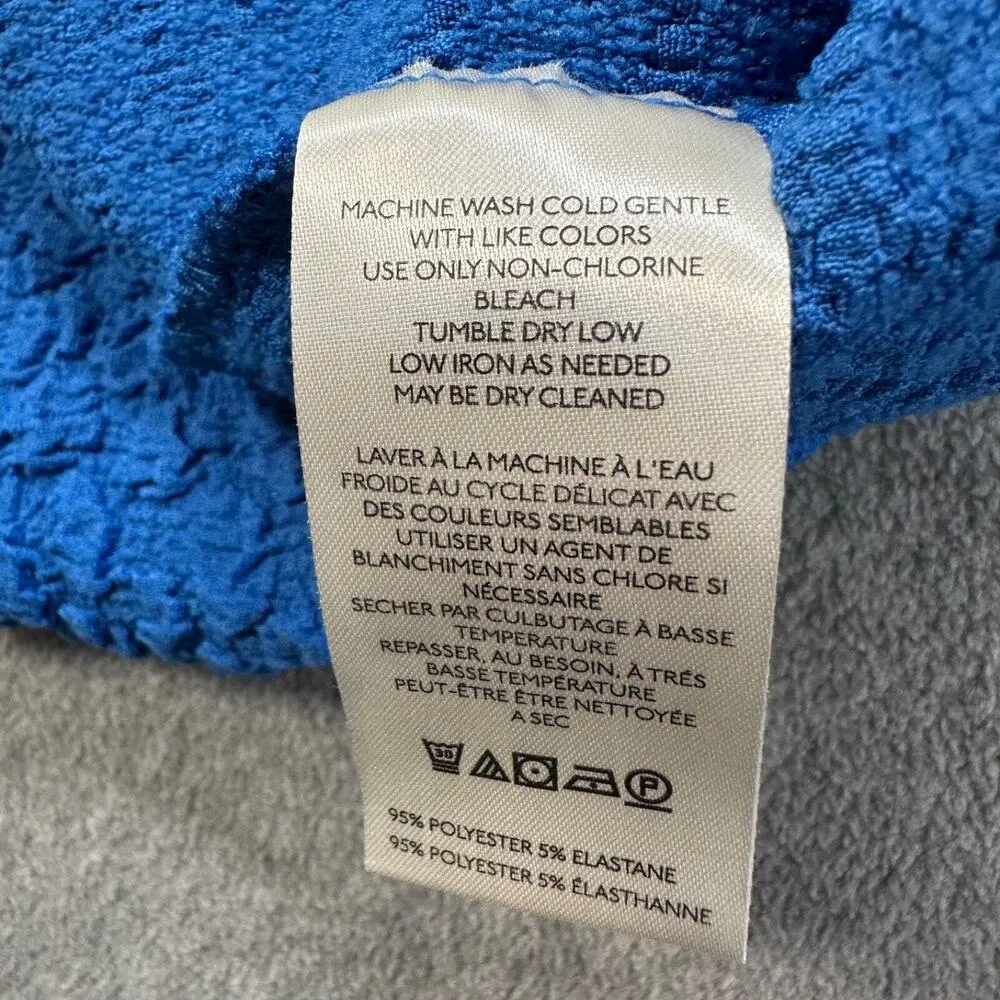 MACHINE WASH COLD GENTLE
WITH LIKE COLORS
USE ONLY NON-CHLORINE
BLEACH
TUMBLE DRY LOW
LOW IRON AS NEEDED
MAY BE DRY CLEANED
LAVER À LA MACHINE À L'EAU
FROIDE AU CYCLE DÉLICAT AVEC
DES COULEURS SEMBLABLES
UTILISER UN AGENT DE
BLANCHIMENT SANS CHLORE SI
NÉCESSAIRE
SECHER PAR CULBUTAGE À BASSE
TEMPERATURE
REPASSER, AU BESOIN, À TRÉS
BASSE TEMPÉRATURE
PEUT-ÊTRE ÊTRE NETTOYÉE
A SEC
30 P
95% POLYESTER 5% ELASTANE
95% POLYESTER 5% ÉLASTHANNE